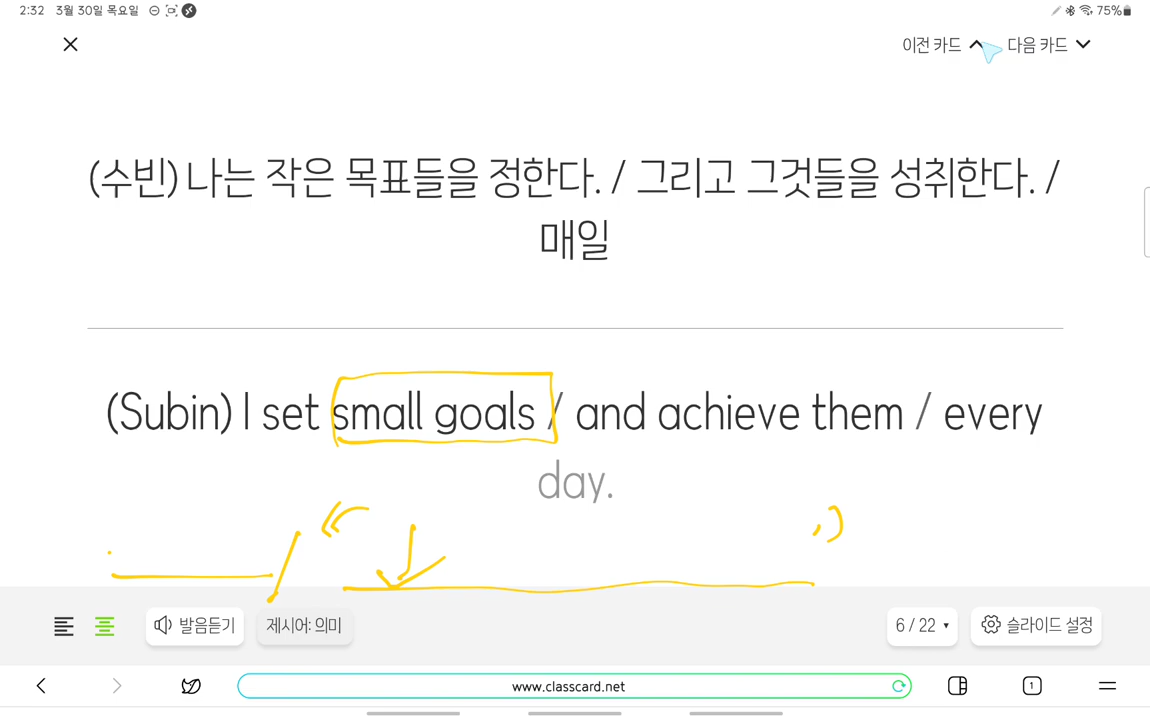 2:32 3월 30일 목요일 75%
이전 카드 다음 카드
(수빈) 나는 작은 목표들을 정한다. / 그리고 그것들을 성취한다. /
매일
(Subin) I set small goals / and achieve them / every
day.
발음듣기 제시어: 의미 6 / 22 슬라이드 설정
www.classcard.net 1